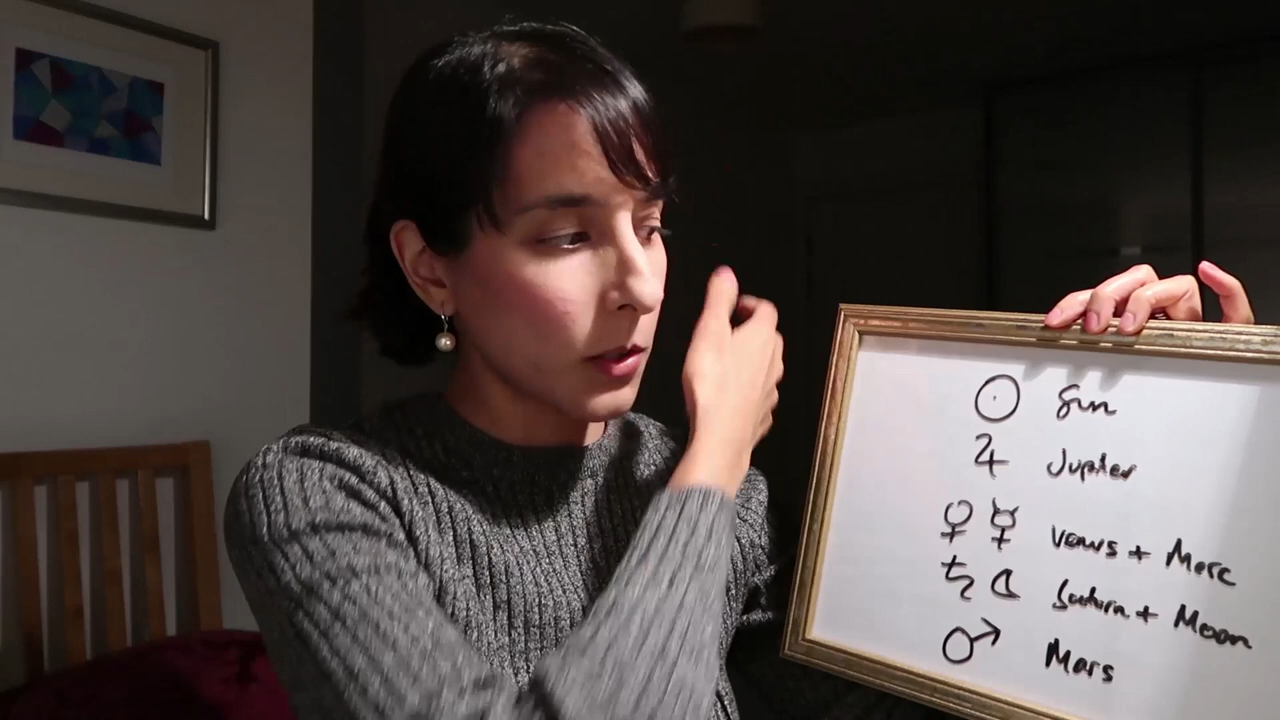 ☉ Sun
♃ Jupiter
♀ ☿ Venus + Merc
♄ ☾ Saturn + Moon
♂ Mars